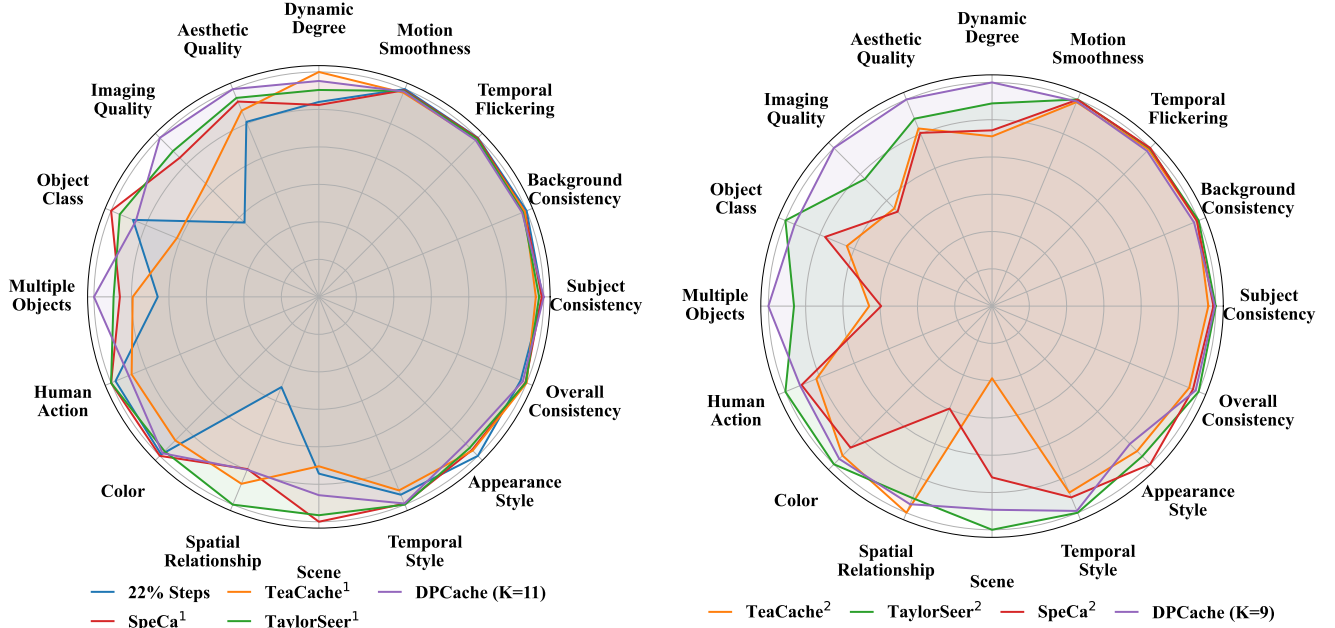 Dynamic
Degree
Motion
Smoothness
Temporal
Flickering
Background
Consistency
Subject
Consistency
Overall
Consistency
Appearance
Style
Temporal
Style
Scene
Spatial
Relationship
Color
Human
Action
Multiple
Objects
Object
Class
Imaging
Quality
Aesthetic
Quality
22% Steps
SpeCa¹
TeaCache¹
TaylorSeer¹
DPCache (K=11)
Dynamic
Degree
Motion
Smoothness
Temporal
Flickering
Background
Consistency
Subject
Consistency
Overall
Consistency
Appearance
Style
Temporal
Style
Scene
Spatial
Relationship
Color
Human
Action
Multiple
Objects
Object
Class
Imaging
Quality
Aesthetic
Quality
TeaCache²
TaylorSeer²
SpeCa²
DPCache (K=9)